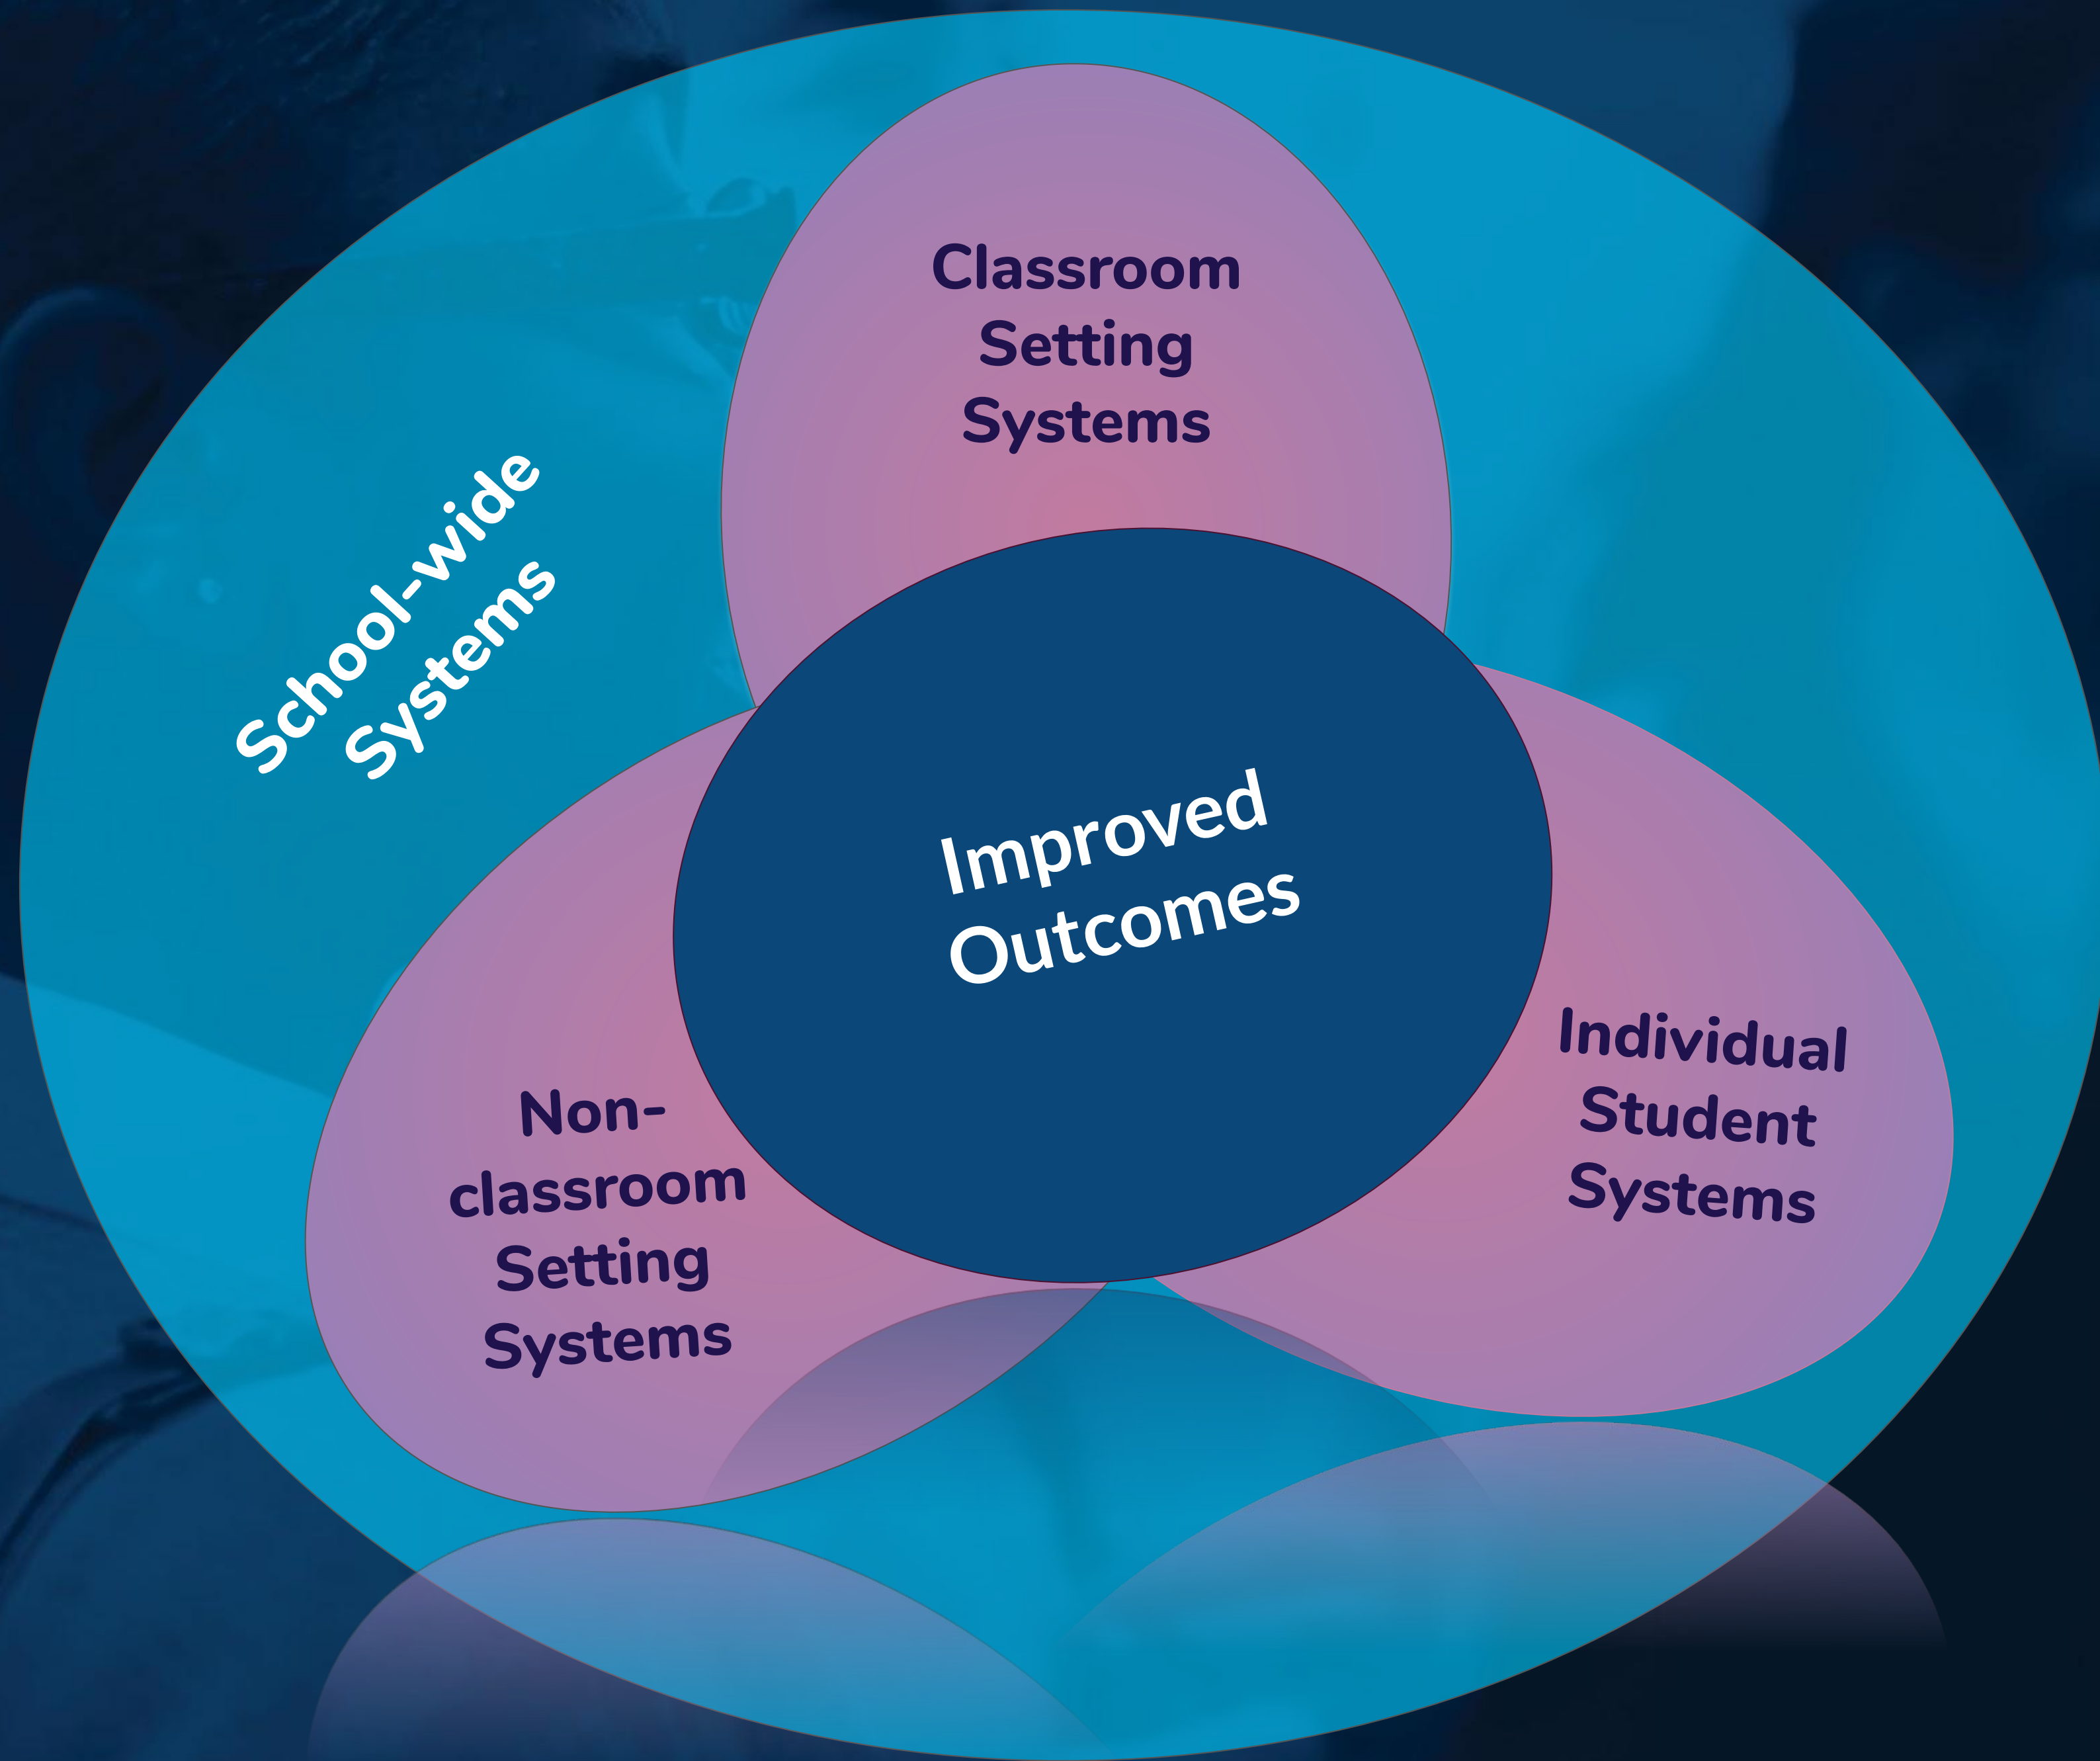 Classroom
Setting
Systems
School-wide
Systems
Improved
Outcomes
Non-
classroom
Setting
Systems
Individual
Student
Systems